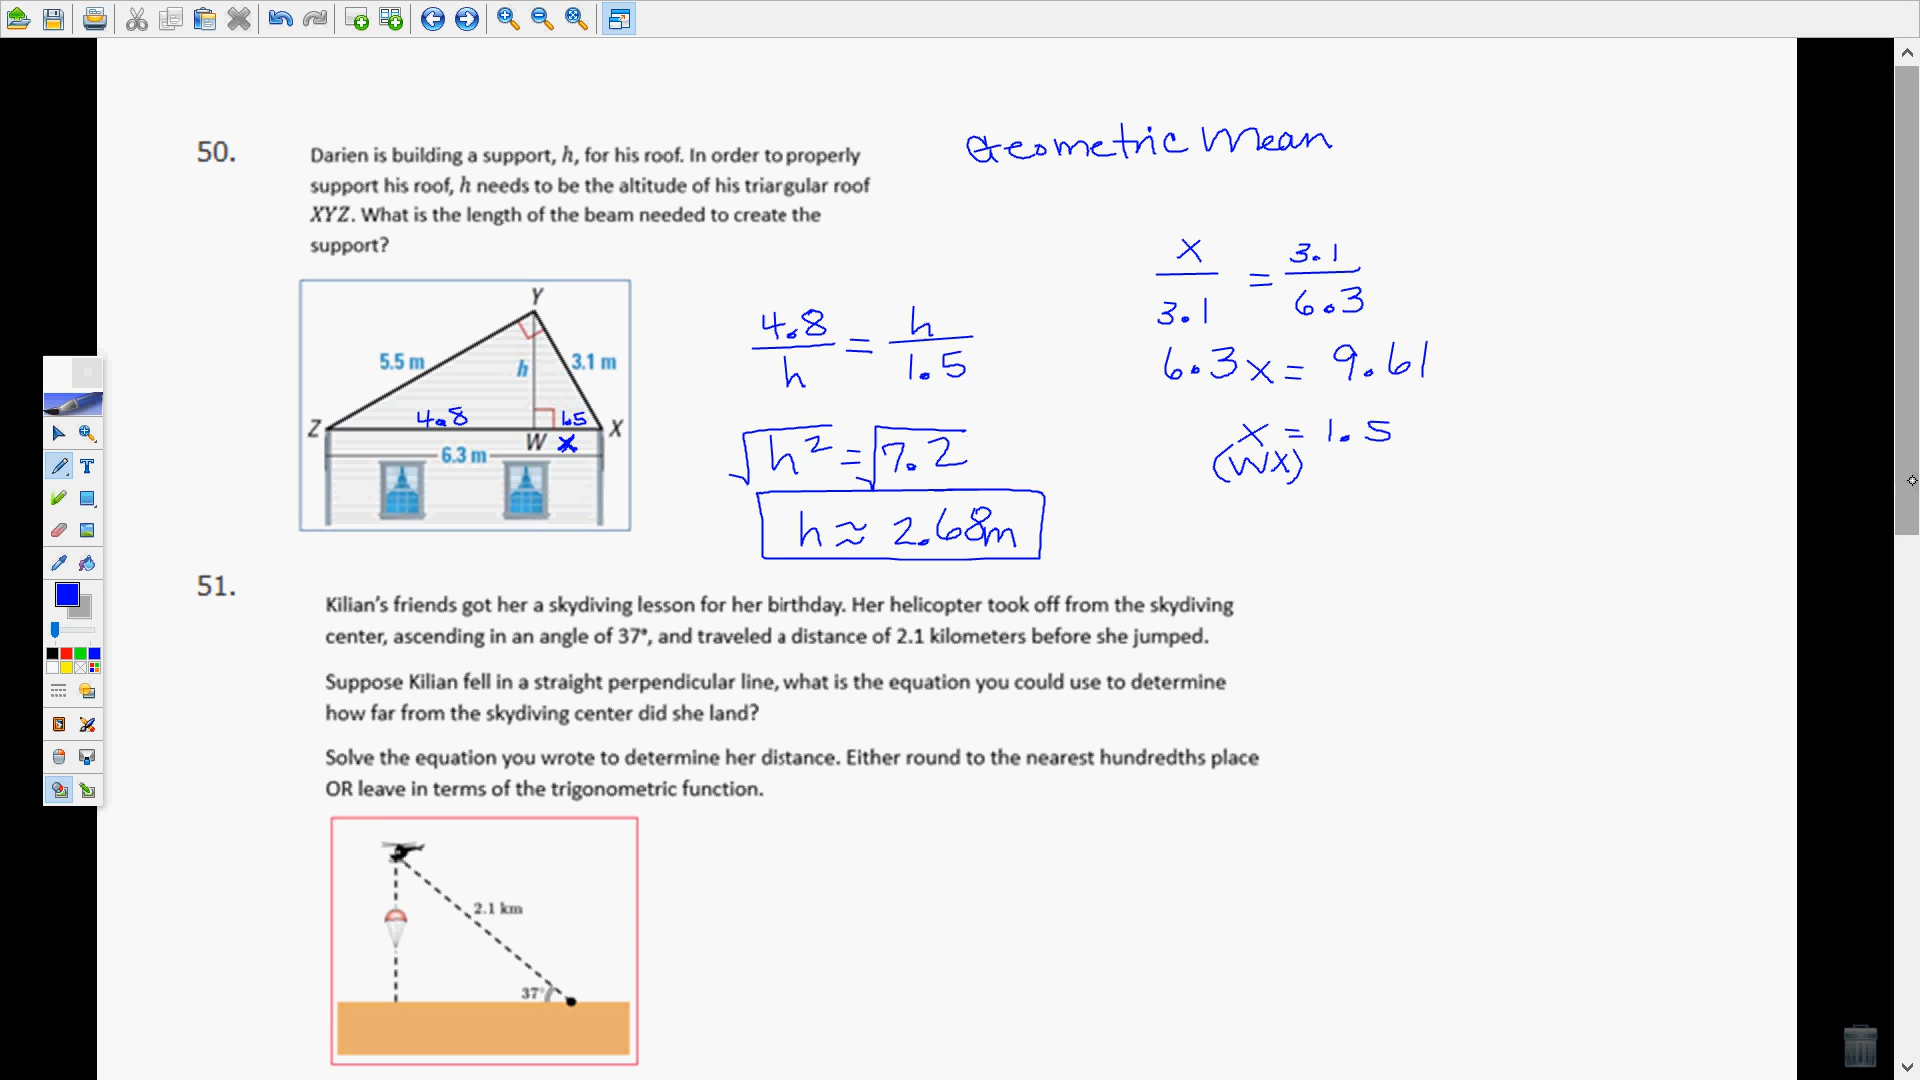 50.
Darien is building a support, h, for his roof. In order to properly
support his roof, h needs to be the altitude of his triangular roof
XYZ. What is the length of the beam needed to create the
support?
Geometric Mean
Y
5.5 m
h
3.1 m
4.8
1.5
Z
W
x
X
6.3 m
4.8/h = h/1.5
√h² = √7.2
h ≈ 2.68m
x/3.1 = 3.1/6.3
6.3x = 9.61
x = 1.5
(WX)
51.
Kilian's friends got her a skydiving lesson for her birthday. Her helicopter took off from the skydiving
center, ascending in an angle of 37°, and traveled a distance of 2.1 kilometers before she jumped.
Suppose Kilian fell in a straight perpendicular line, what is the equation you could use to determine
how far from the skydiving center did she land?
Solve the equation you wrote to determine her distance. Either round to the nearest hundredths place
OR leave in terms of the trigonometric function.
2.1 km
37°